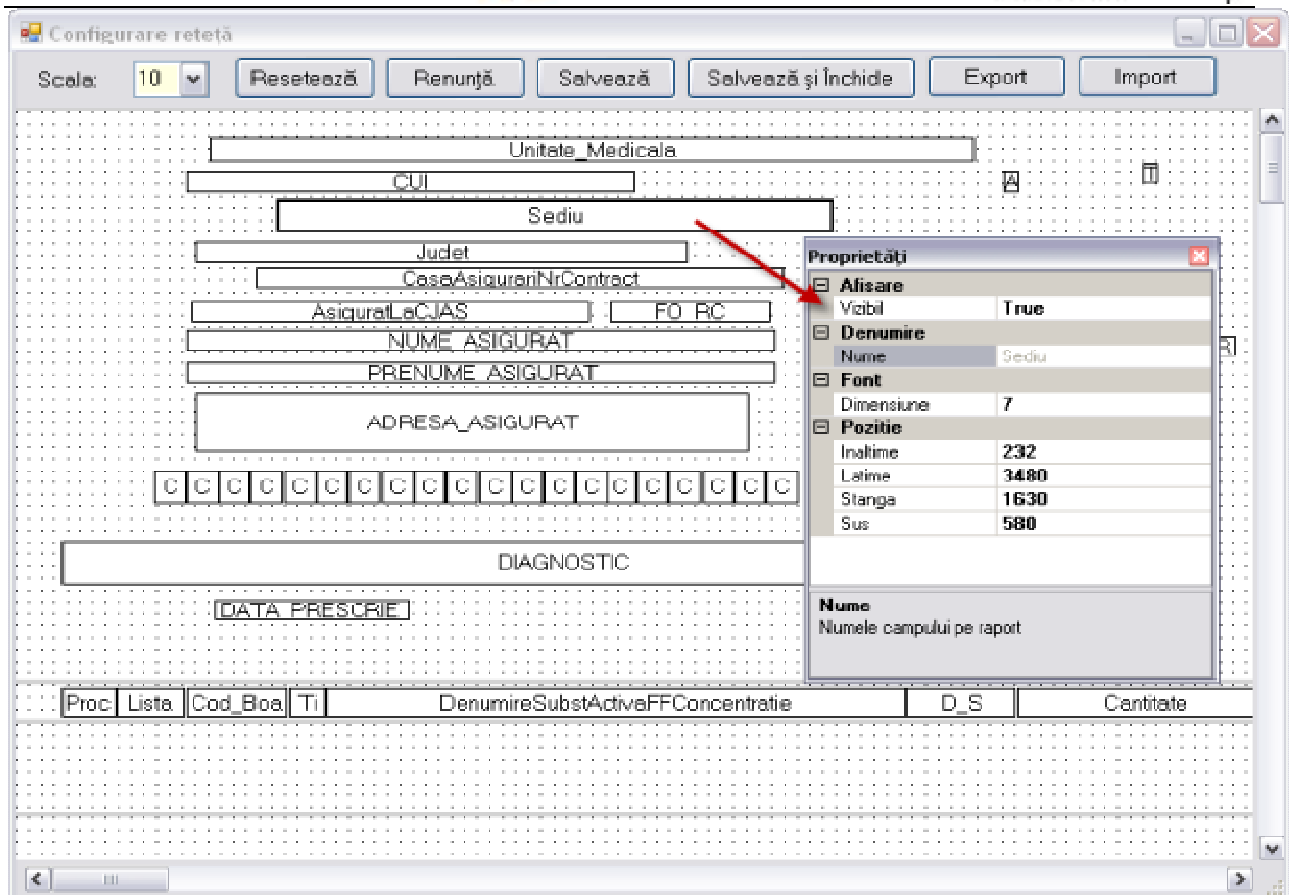 Configurare rețetă
Scala: 10 Resetează Renunță Salvează Salvează și Închide Export Import
Unitate_Medicala
CUI A T
Sediu
Judet
CasaAsigurariNrContract
AsiguratLaCJAS FO_RC
NUME_ASIGURAT R
PRENUME_ASIGURAT
ADRESA_ASIGURAT
C C C C C C C C C C C C C C C C C C C C
DIAGNOSTIC
DATA_PRESCRIE
Proprietăți
Afisare
Vizibil True
Denumire
Nume Sediu
Font
Dimensiune 7
Pozitie
Inaltime 232
Latime 3480
Stanga 1630
Sus 580
Nume
Numele campului pe raport
Proc Lista Cod_Boa Ti DenumireSubstActivaFFConcentratie D_S Cantitate